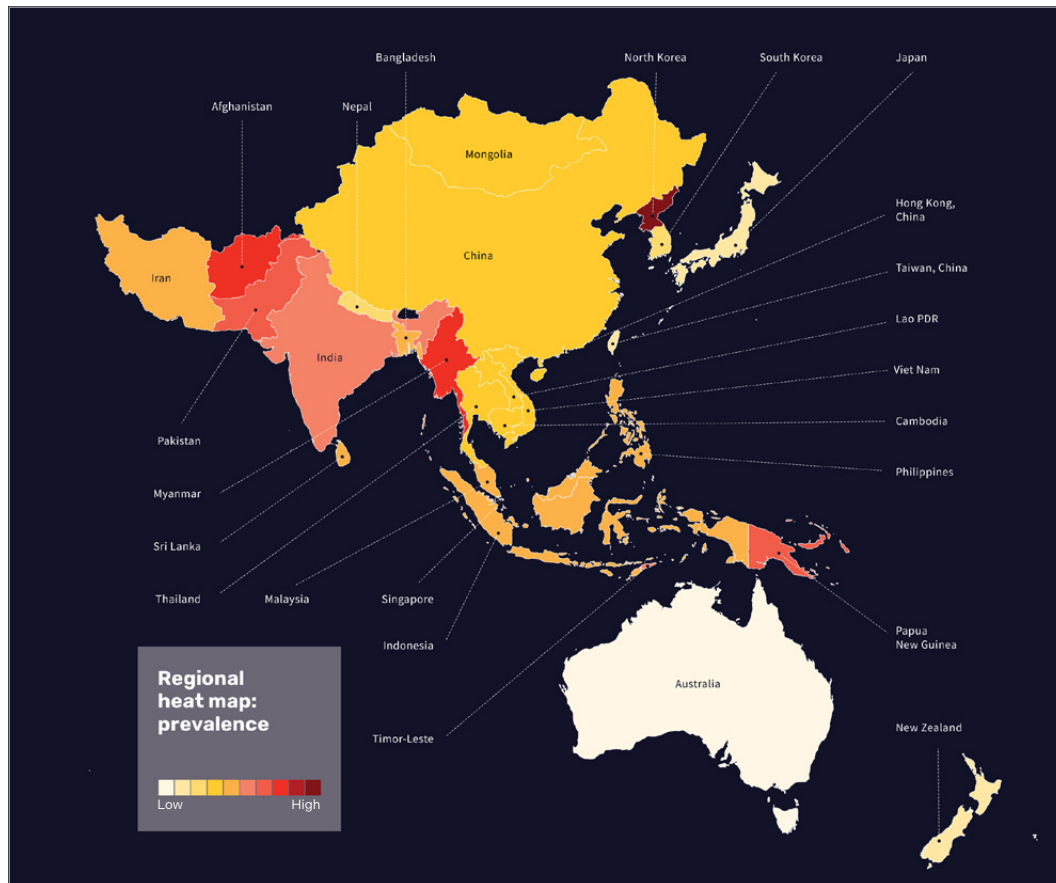 Bangladesh
North Korea
South Korea
Japan
Afghanistan
Nepal
Mongolia
Hong Kong,
China
China
Iran
Taiwan, China
Lao PDR
India
Viet Nam
Cambodia
Pakistan
Philippines
Myanmar
Sri Lanka
Thailand
Malaysia
Singapore
Indonesia
Papua
New Guinea
Regional
heat map:
prevalence
Australia
Timor-Leste
New Zealand
Low
High